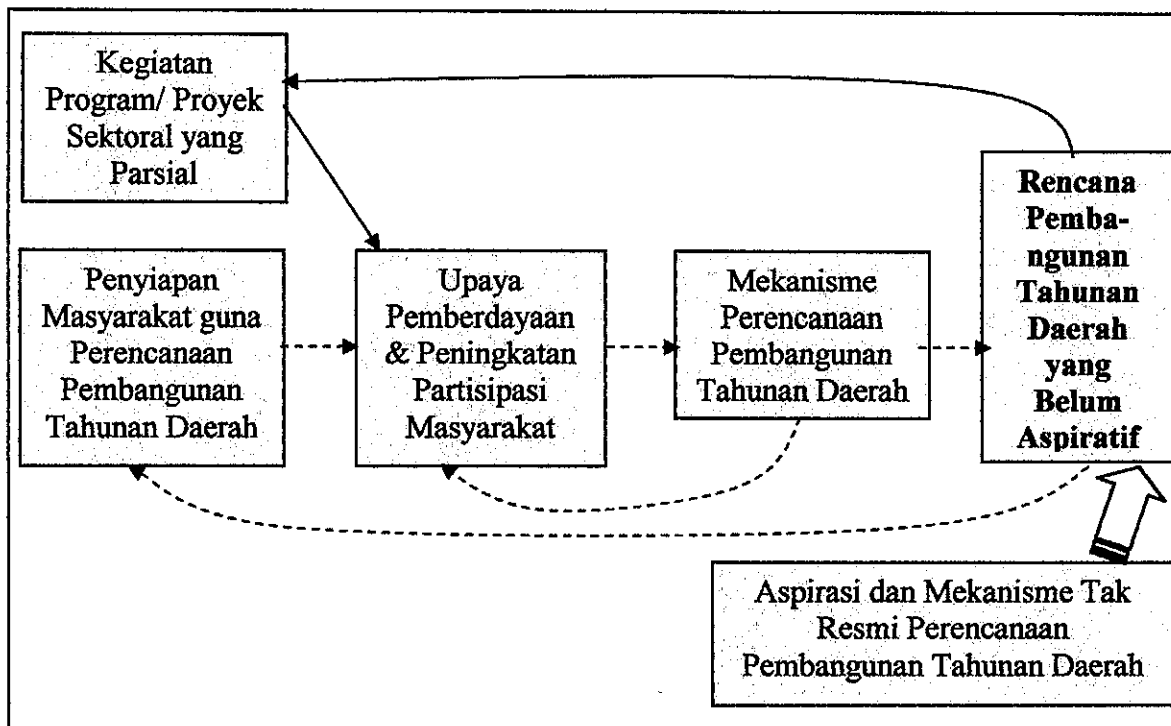 Kegiatan
Program/ Proyek
Sektoral yang
Parsial
Penyiapan
Masyarakat guna
Perencanaan
Pembangunan
Tahunan Daerah
Upaya
Pemberdayaan
& Peningkatan
Partisipasi
Masyarakat
Mekanisme
Perencanaan
Pembangunan
Tahunan Daerah
Rencana
Pemba-
ngunan
Tahunan
Daerah
yang
Belum
Aspiratif
Aspirasi dan Mekanisme Tak
Resmi Perencanaan
Pembangunan Tahunan Daerah